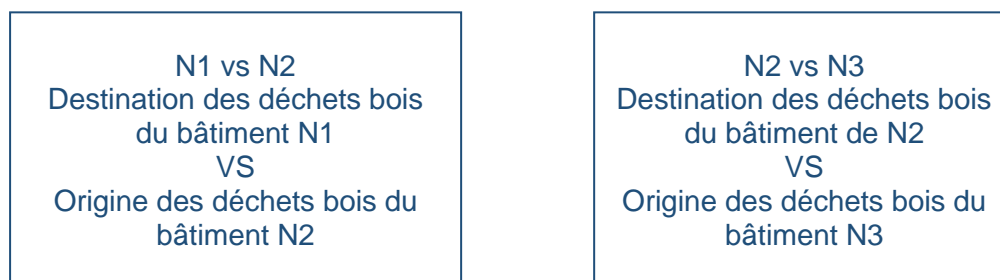 N1 vs N2
Destination des déchets bois
du bâtiment N1
VS
Origine des déchets bois du
bâtiment N2
N2 vs N3
Destination des déchets bois
du bâtiment de N2
VS
Origine des déchets bois du
bâtiment N3